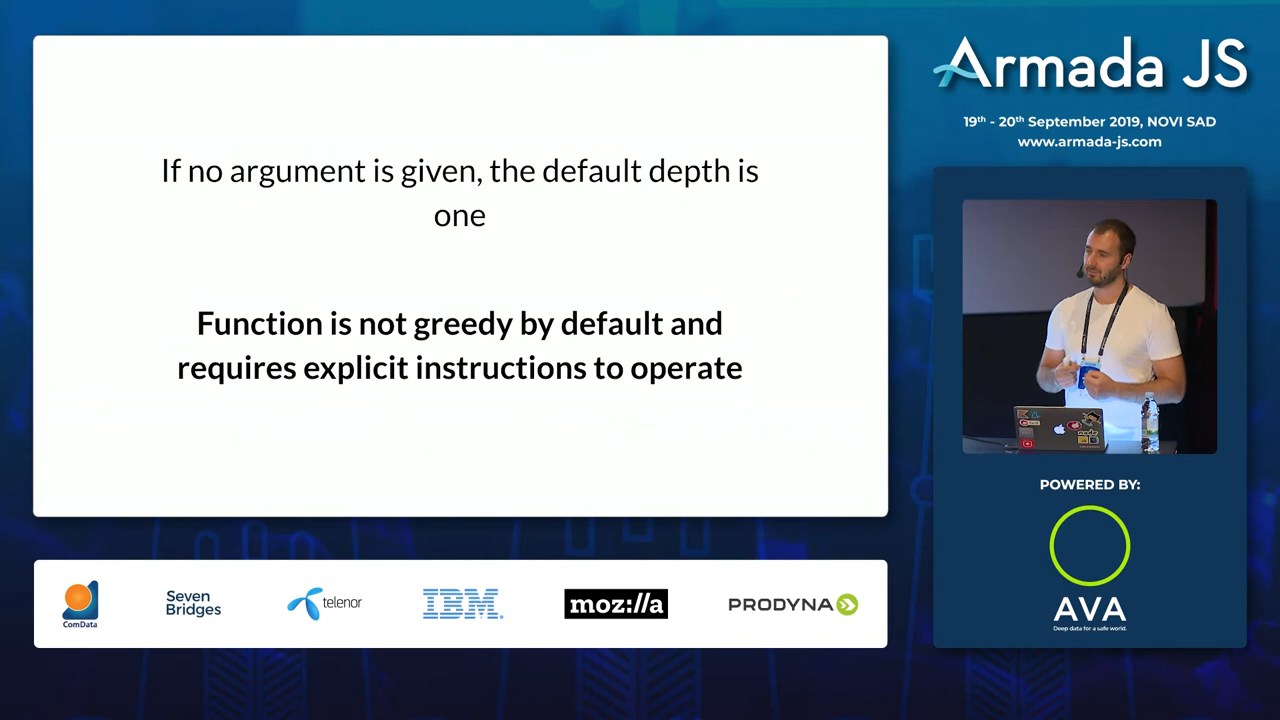 If no argument is given, the default depth is
one
Function is not greedy by default and
requires explicit instructions to operate
Armada JS
19th - 20th September 2019, NOVI SAD
www.armada-js.com
node
POWERED BY:
AVA
Deep data for a safe world.
ComData
Seven
Bridges
telenor
IBM.
moz://a
PRODYNA